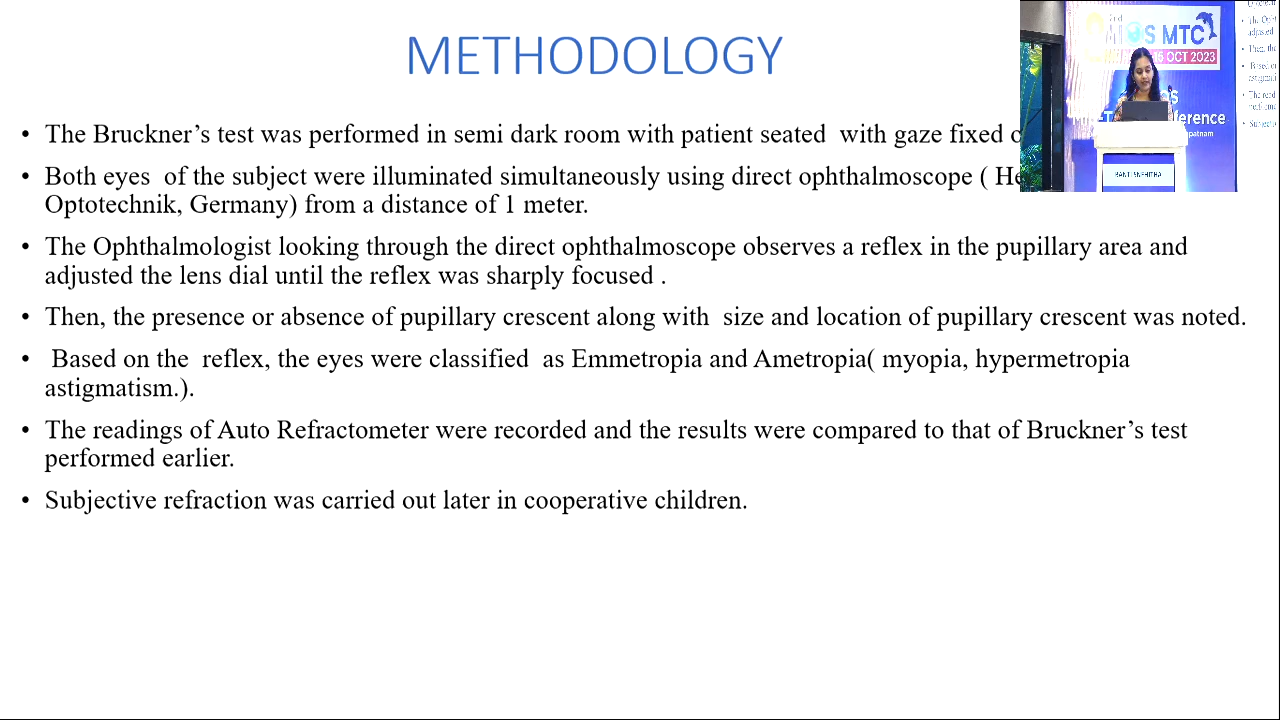 METHODOLOGY
• The Bruckner’s test was performed in semi dark room with patient seated with gaze fixed
• Both eyes of the subject were illuminated simultaneously using direct ophthalmoscope (
Optotechnik, Germany) from a distance of 1 meter.
• The Ophthalmologist looking through the direct ophthalmoscope observes a reflex in the pupillary area and
adjusted the lens dial until the reflex was sharply focused .
• Then, the presence or absence of pupillary crescent along with size and location of pupillary crescent was noted.
• Based on the reflex, the eyes were classified as Emmetropia and Ametropia( myopia, hypermetropia
astigmatism.).
• The readings of Auto Refractometer were recorded and the results were compared to that of Bruckner’s test
performed earlier.
• Subjective refraction was carried out later in cooperative children.
S MTC
OCT 2023